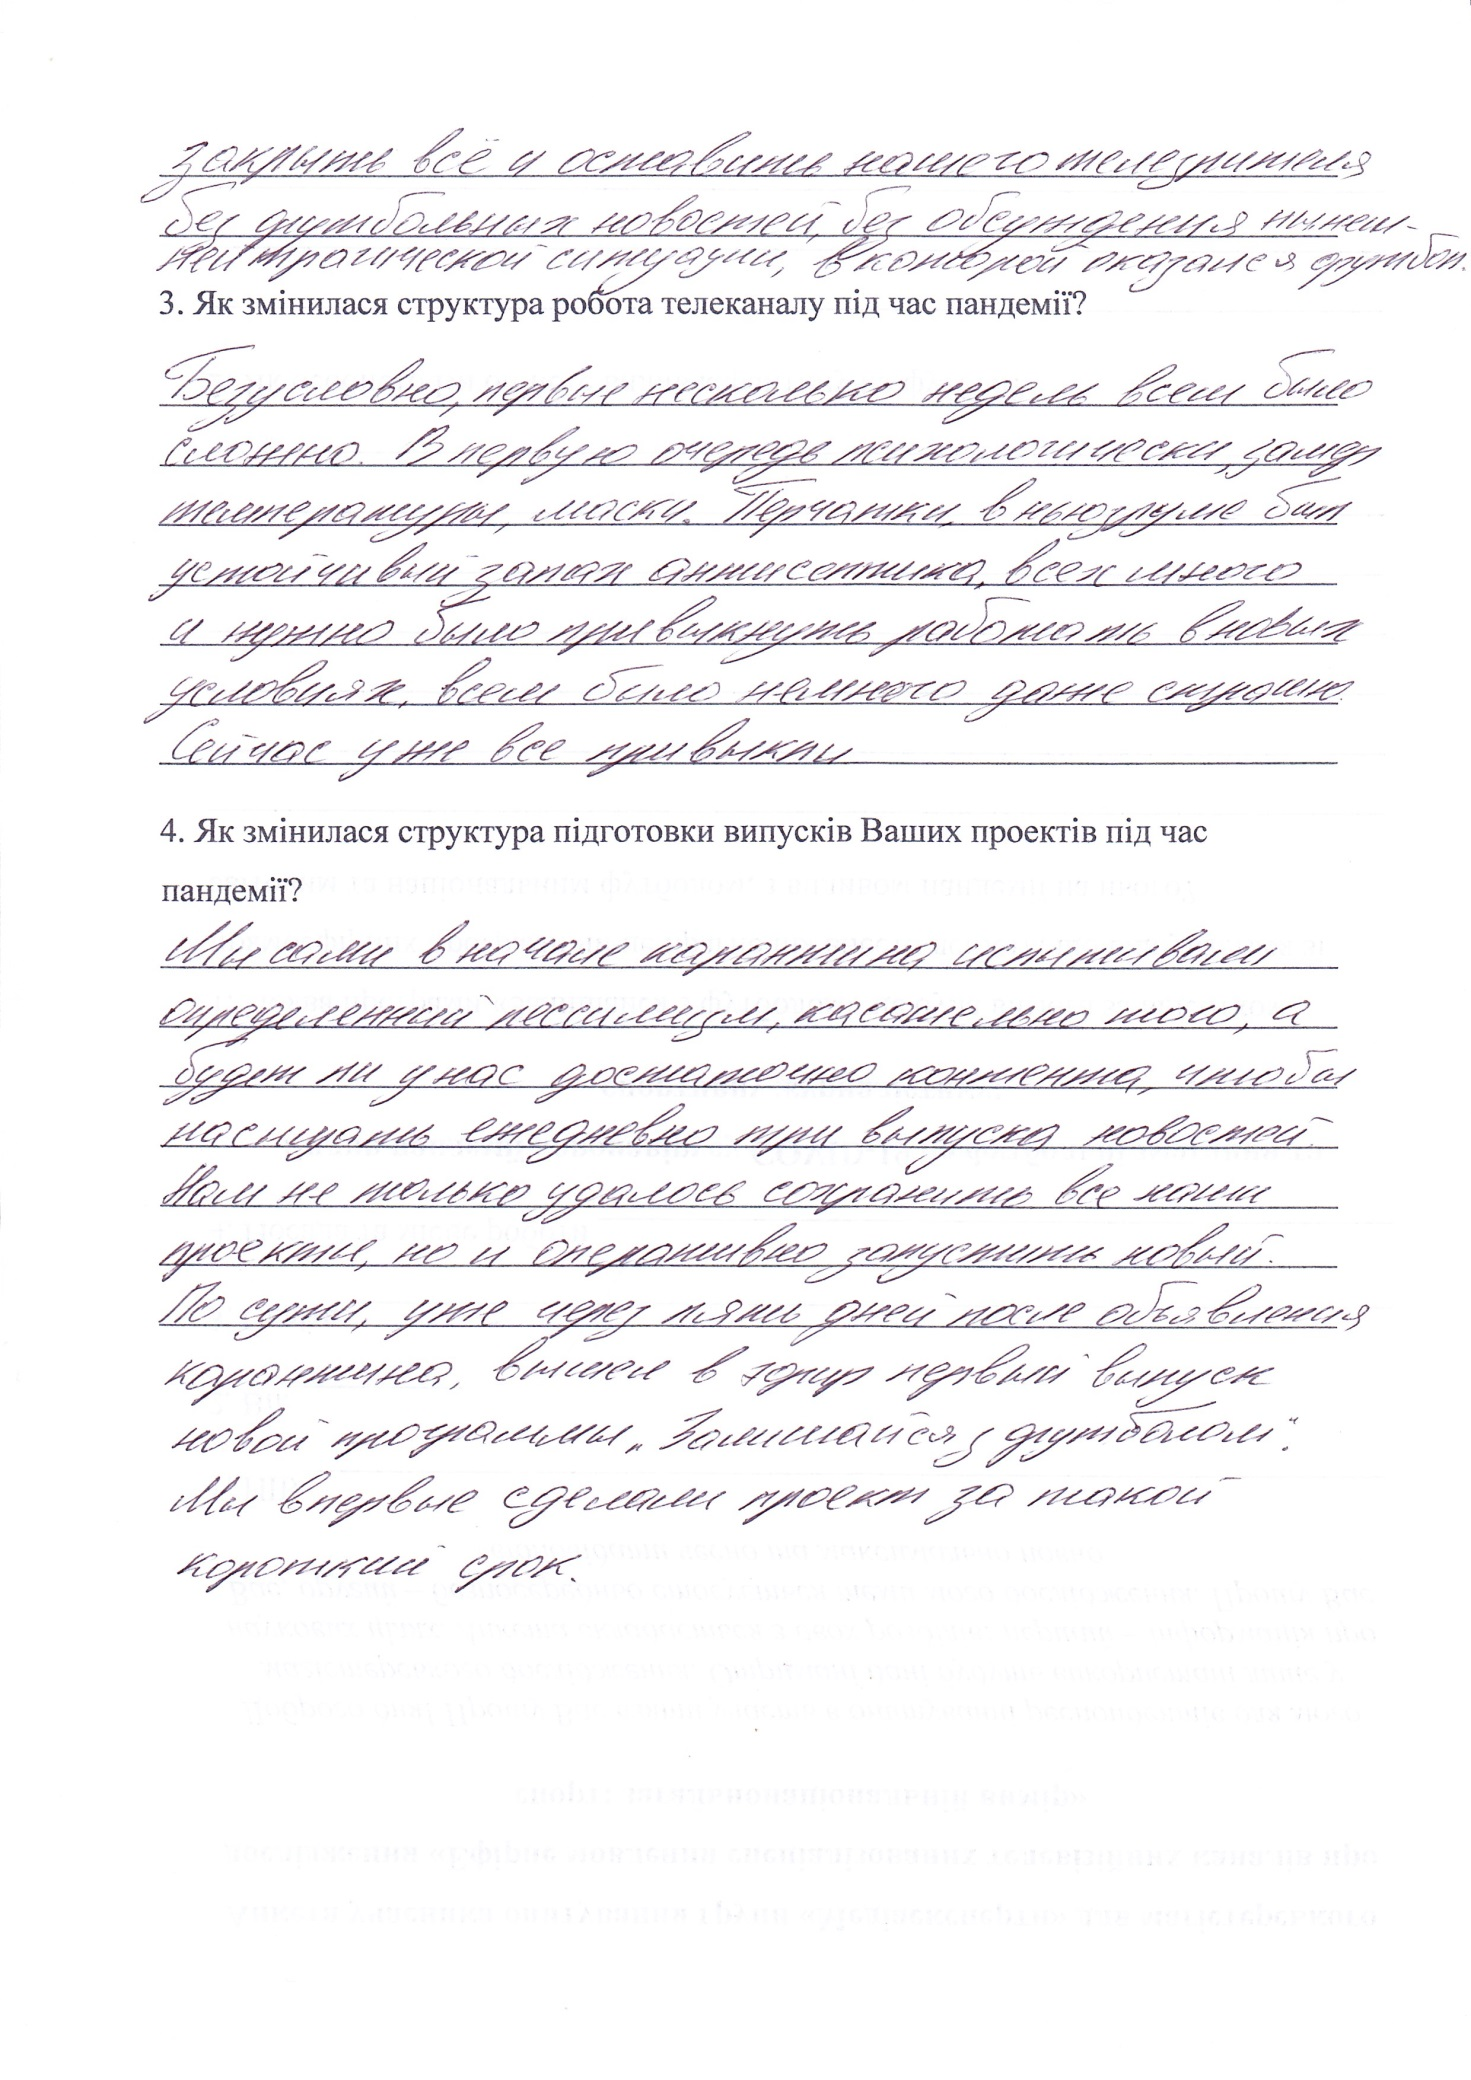 закрыть всё и оставить нашего телезрителя
без футбольных новостей, без обсуждения нынеш-
ней трагической ситуации, в которой оказался футбол.
3. Як змінилася структура робота телеканалу під час пандемії?
Безусловно, первые несколько недель всем было
сложно. В первую очередь психологически, замер
температуры, маски. Перчатки, в ньюзруме был
устойчивый запах антисептика, всех много
и нужно было привыкнуть работать в новых
условиях, всем было немного даже страшно.
Сейчас уже все привыкли
4. Як змінилася структура підготовки випусків Ваших проектів під час
пандемії?
Мы сами в начале карантина испытывали
определенный пессимизм, касательно того, а
будет ли у нас достаточно контента, чтобы
насыщать ежедневно три выпуска новостей.
Нам не только удалось сохранить все наши
проекты, но и оперативно запустить новый.
По сути, уже через пять дней после объявления
карантина, вышел в эфир первый выпуск
новой программы „Залишайся з футболом".
Мы впервые сделали проект за такой
короткий срок.